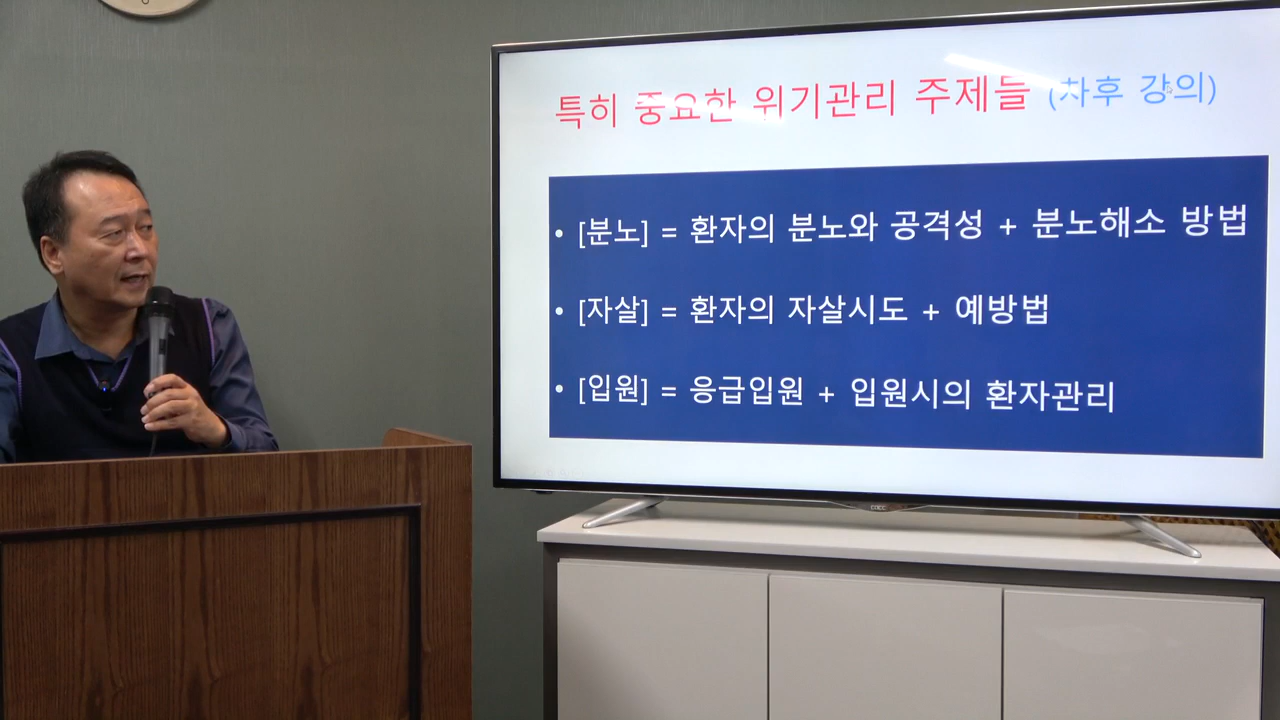 특히 중요한 위기관리 주제들 (차후 강의)
• [분노] = 환자의 분노와 공격성 + 분노해소 방법
• [자살] = 환자의 자살시도 + 예방법
• [입원] = 응급입원 + 입원시의 환자관리